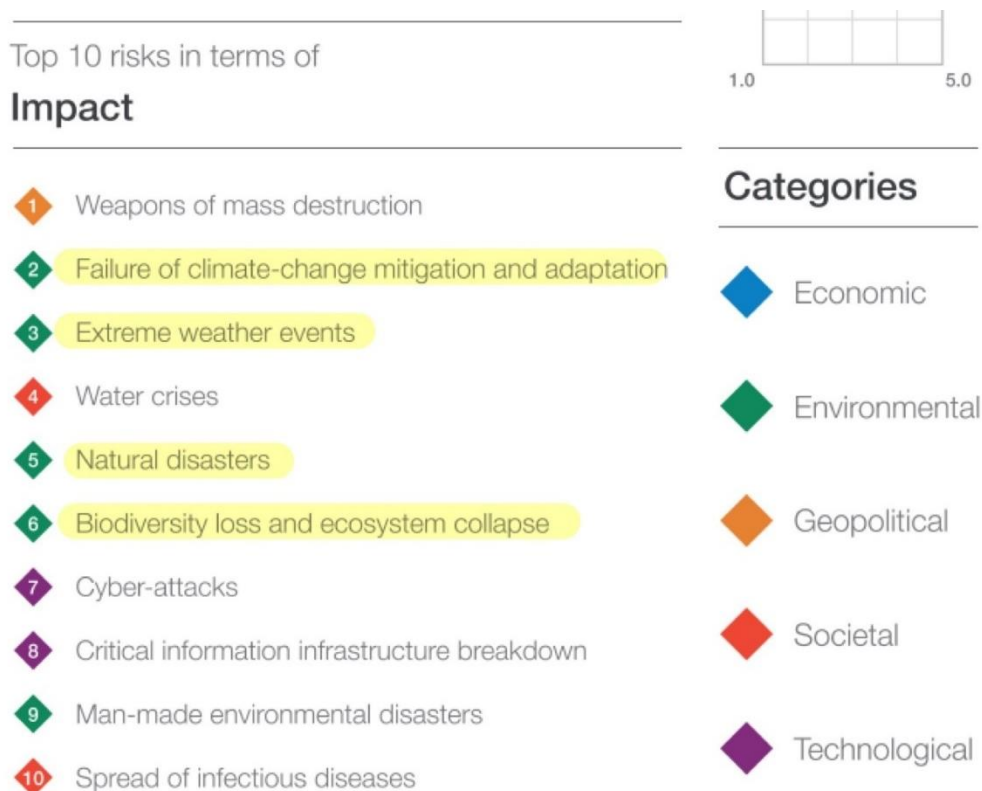 Top 10 risks in terms of
Impact
1 Weapons of mass destruction
2 Failure of climate-change mitigation and adaptation
3 Extreme weather events
4 Water crises
5 Natural disasters
6 Biodiversity loss and ecosystem collapse
7 Cyber-attacks
8 Critical information infrastructure breakdown
9 Man-made environmental disasters
10 Spread of infectious diseases
1.0 5.0
Categories
Economic
Environmental
Geopolitical
Societal
Technological